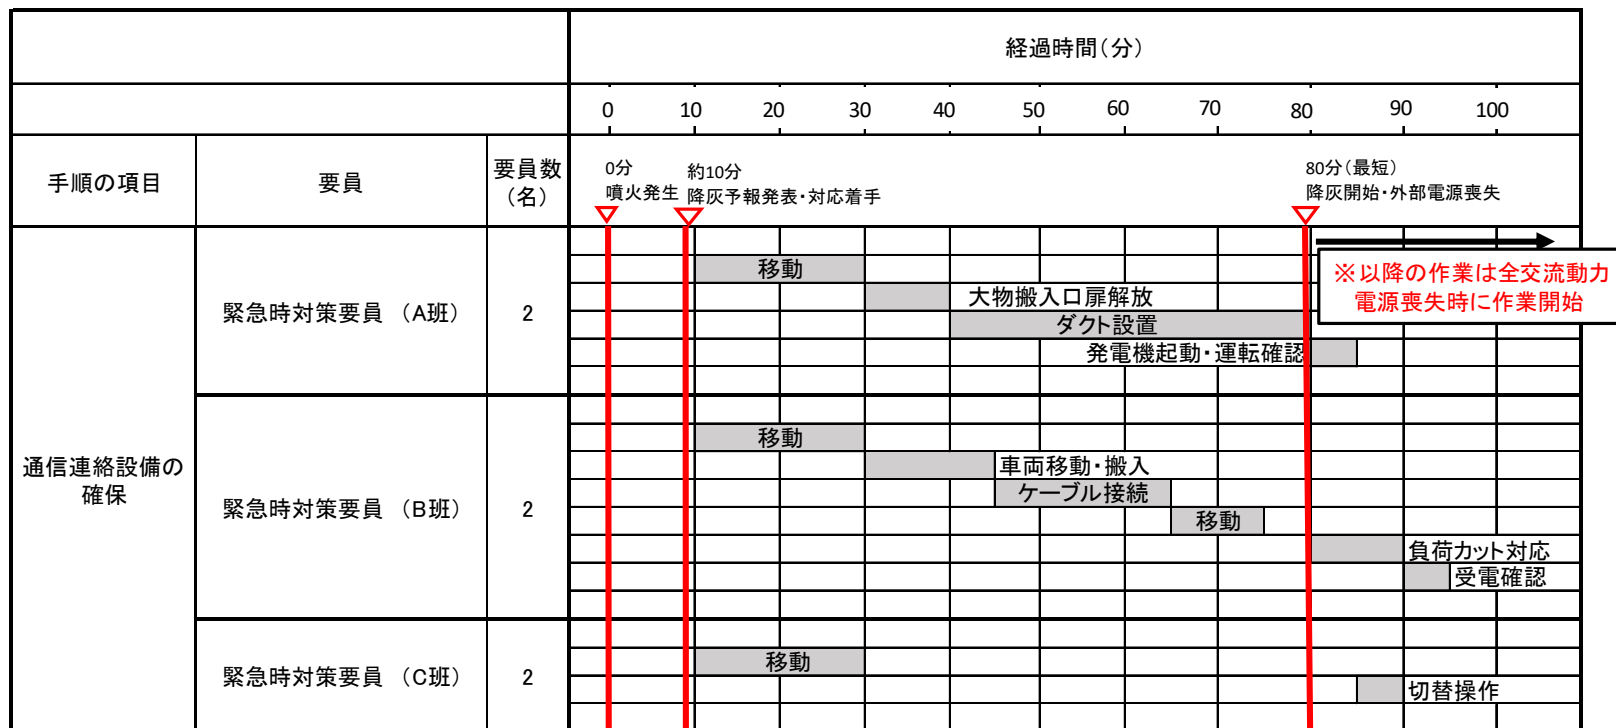 経過時間(分)
0 10 20 30 40 50 60 70 80 90 100
手順の項目
要員
要員数
(名)
0分
噴火発生
約10分
降灰予報発表・対応着手
80分(最短)
降灰開始・外部電源喪失
※以降の作業は全交流動力
電源喪失時に作業開始
通信連絡設備の
確保
緊急時対策要員 (A班)
2
移動
大物搬入口扉解放
ダクト設置
発電機起動・運転確認
緊急時対策要員 (B班)
2
移動
車両移動・搬入
ケーブル接続
移動
負荷カット対応
受電確認
緊急時対策要員 (C班)
2
移動
切替操作